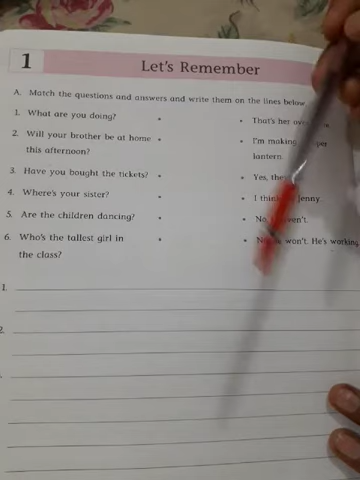 1
Let's Remember
A. Match the questions and answers and write them on the lines below.
1. What are you doing?
• That's her over
2. Will your brother be at home
this afternoon?
• I'm making
lantern.
3. Have you bought the tickets?
• Yes,
4. Where's your sister?
• I think Jenny.
5. Are the children dancing?
• No,
6. Who's the tallest girl in
the class?
• won't. He's working
1.
2.